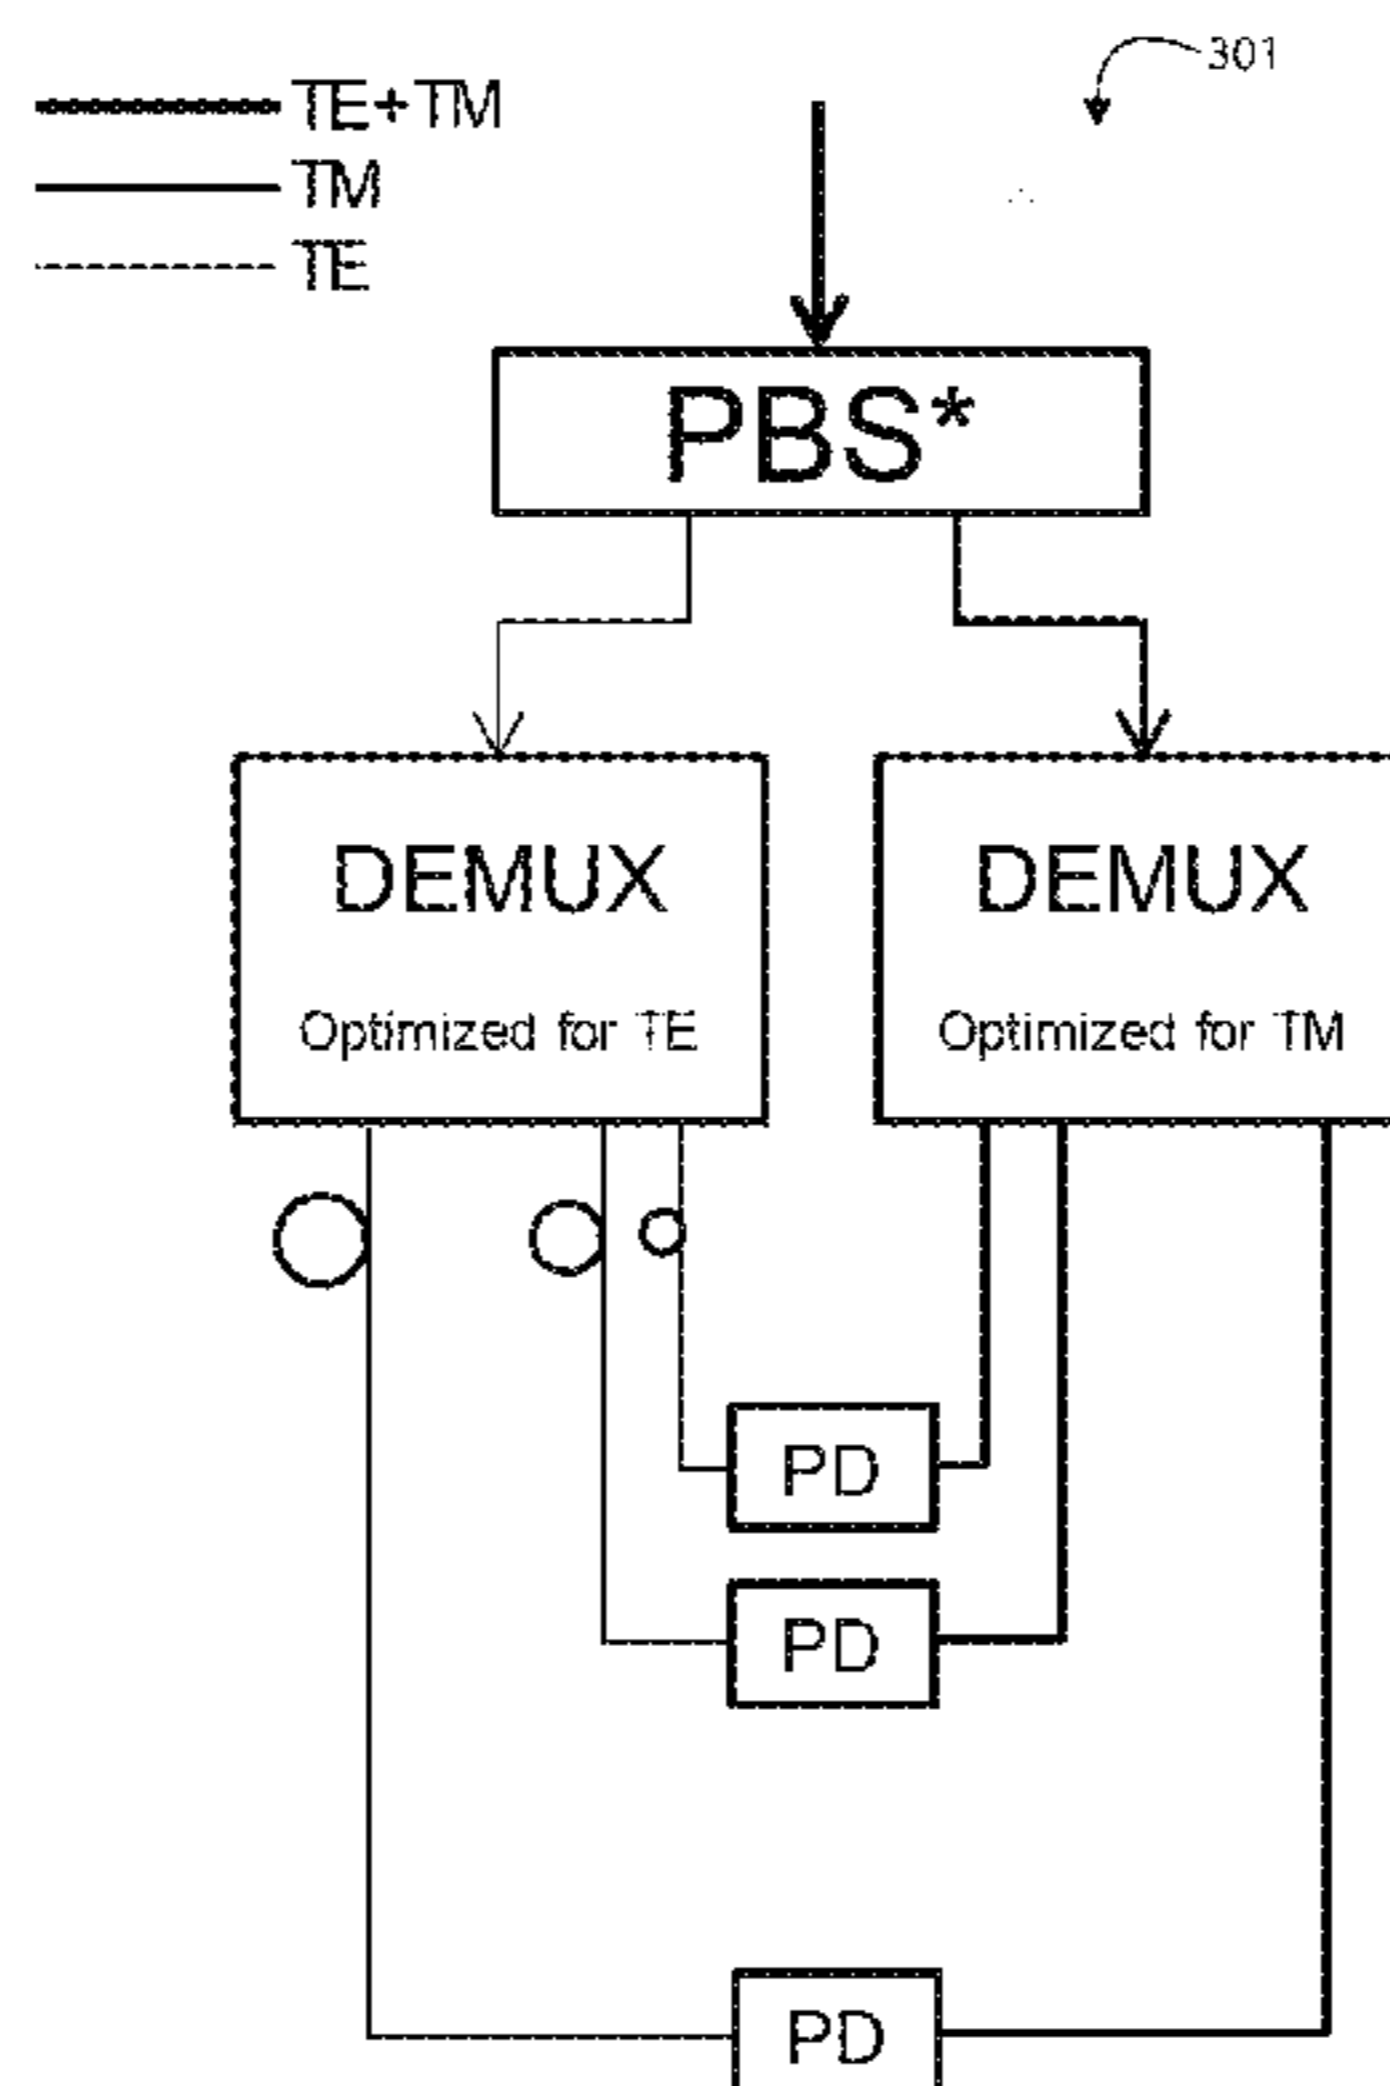 301
TE+TM
TM
TE
PBS*
DEMUX
Optimized for TE
DEMUX
Optimized for TM
PD
PD
PD